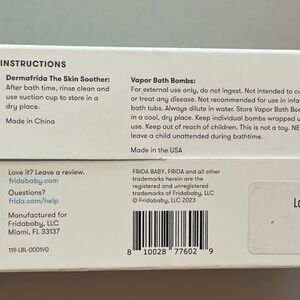 INSTRUCTIONS
Dermafrida The Skin Soother:
After bath time, rinse clean and
use suction cup to store in a
dry place.
Made in China
Vapor Bath Bombs:
For external use only, do not ingest. Not intended to cu
or treat any disease. Not recommended for use in infa
bath tubs. Always dilute in water. Store Vapor Bath Bo
in a cool, dry place. Keep individual bombs wrapped u
use. Keep out of reach of children. This is not a toy. NE
leave a child unattended during bathtime.
Made in the USA
Love it? Leave a review.
fridababy.com
Questions?
frida.com/help
Manufactured for
Fridababy, LLC
Miami, FL 33137
119-LBL-0001V0
FRIDA BABY, FRIDA and all other
trademarks herein are the
registered and unregistered
trademarks of Fridababy, LLC
© Fridababy, LLC 2023
8 10028 77602 9
Lo